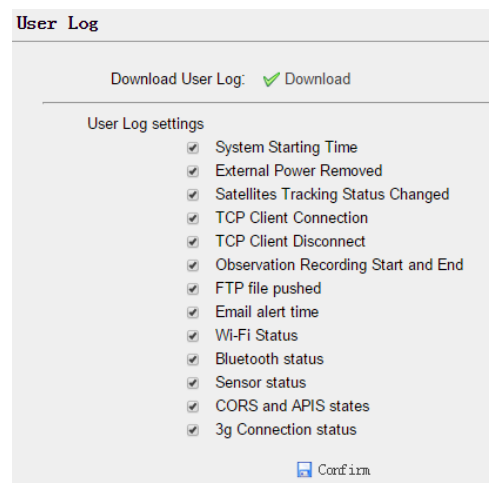 User Log
Download User Log: Download
User Log settings
System Starting Time
External Power Removed
Satellites Tracking Status Changed
TCP Client Connection
TCP Client Disconnect
Observation Recording Start and End
FTP file pushed
Email alert time
Wi-Fi Status
Bluetooth status
Sensor status
CORS and APIS states
3g Connection status
Confirm